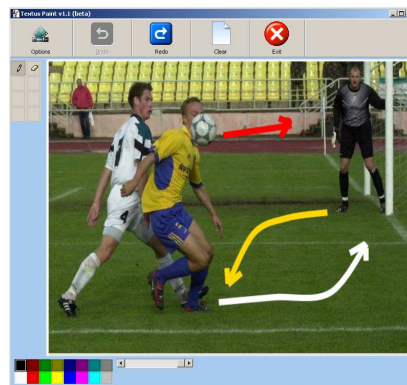 Textus Paint v1.1 (beta)
Options
Undo
Redo
Clear
Exit
4